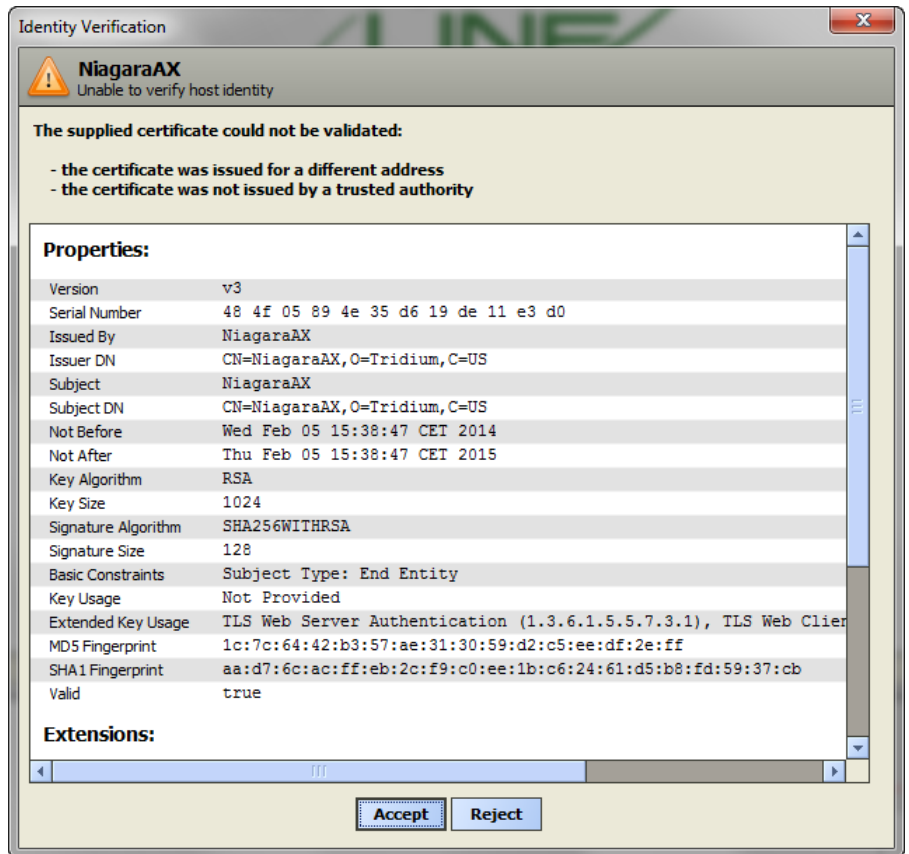 Identity Verification
LINE
NiagaraAX
Unable to verify host identity
The supplied certificate could not be validated:
- the certificate was issued for a different address
- the certificate was not issued by a trusted authority
Properties:
Version v3
Serial Number 48 4f 05 89 4e 35 d6 19 de 11 e3 d0
Issued By NiagaraAX
Issuer DN CN=NiagaraAX,O=Tridium,C=US
Subject NiagaraAX
Subject DN CN=NiagaraAX,O=Tridium,C=US
Not Before Wed Feb 05 15:38:47 CET 2014
Not After Thu Feb 05 15:38:47 CET 2015
Key Algorithm RSA
Key Size 1024
Signature Algorithm SHA256WITHRSA
Signature Size 128
Basic Constraints Subject Type: End Entity
Key Usage Not Provided
Extended Key Usage TLS Web Server Authentication (1.3.6.1.5.5.7.3.1), TLS Web Clier
MD5 Fingerprint 1c:7c:64:42:b3:57:ae:31:30:59:d2:c5:ee:df:2e:ff
SHA1 Fingerprint aa:d7:6c:ac:ff:eb:2c:f9:c0:ee:1b:c6:24:61:d5:b8:fd:59:37:cb
Valid true
Extensions:
Accept Reject